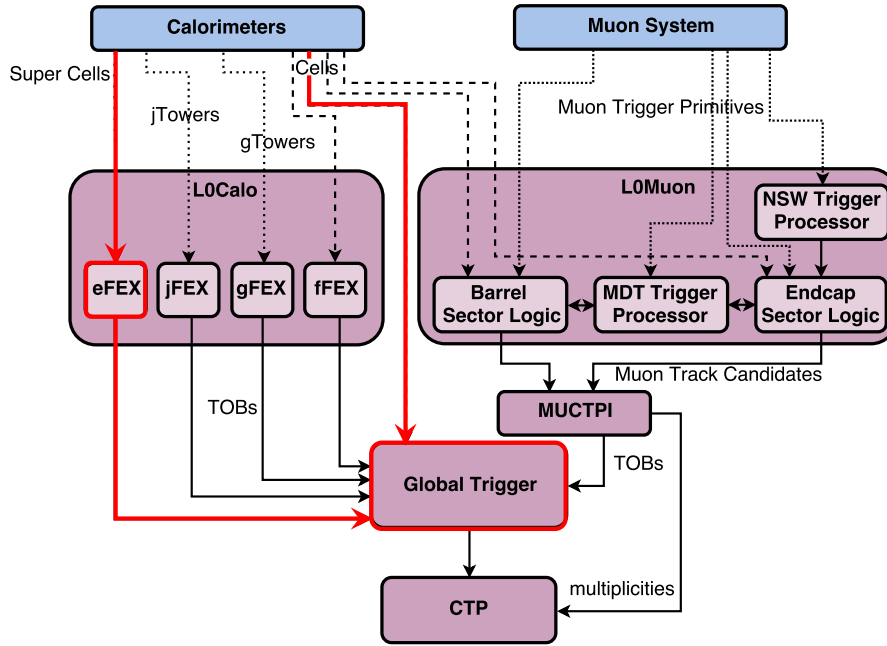 Calorimeters
Muon System
Super Cells
Cells
jTowers
gTowers
Muon Trigger Primitives
L0Calo
L0Muon
NSW Trigger
Processor
eFEX
jFEX
gFEX
fFEX
Barrel
Sector Logic
MDT Trigger
Processor
Endcap
Sector Logic
Muon Track Candidates
TOBs
MUCTPI
TOBs
Global Trigger
multiplicities
CTP